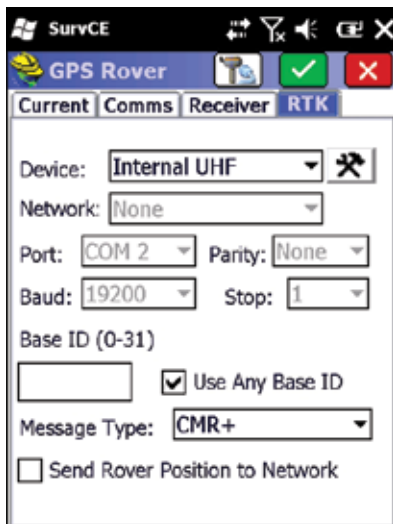 SurvCE
GPS Rover
Current Comms Receiver RTK
Device: Internal UHF
Network: None
Port: COM 2 Parity: None
Baud: 19200 Stop: 1
Base ID (0-31)
Use Any Base ID
Message Type: CMR+
Send Rover Position to Network